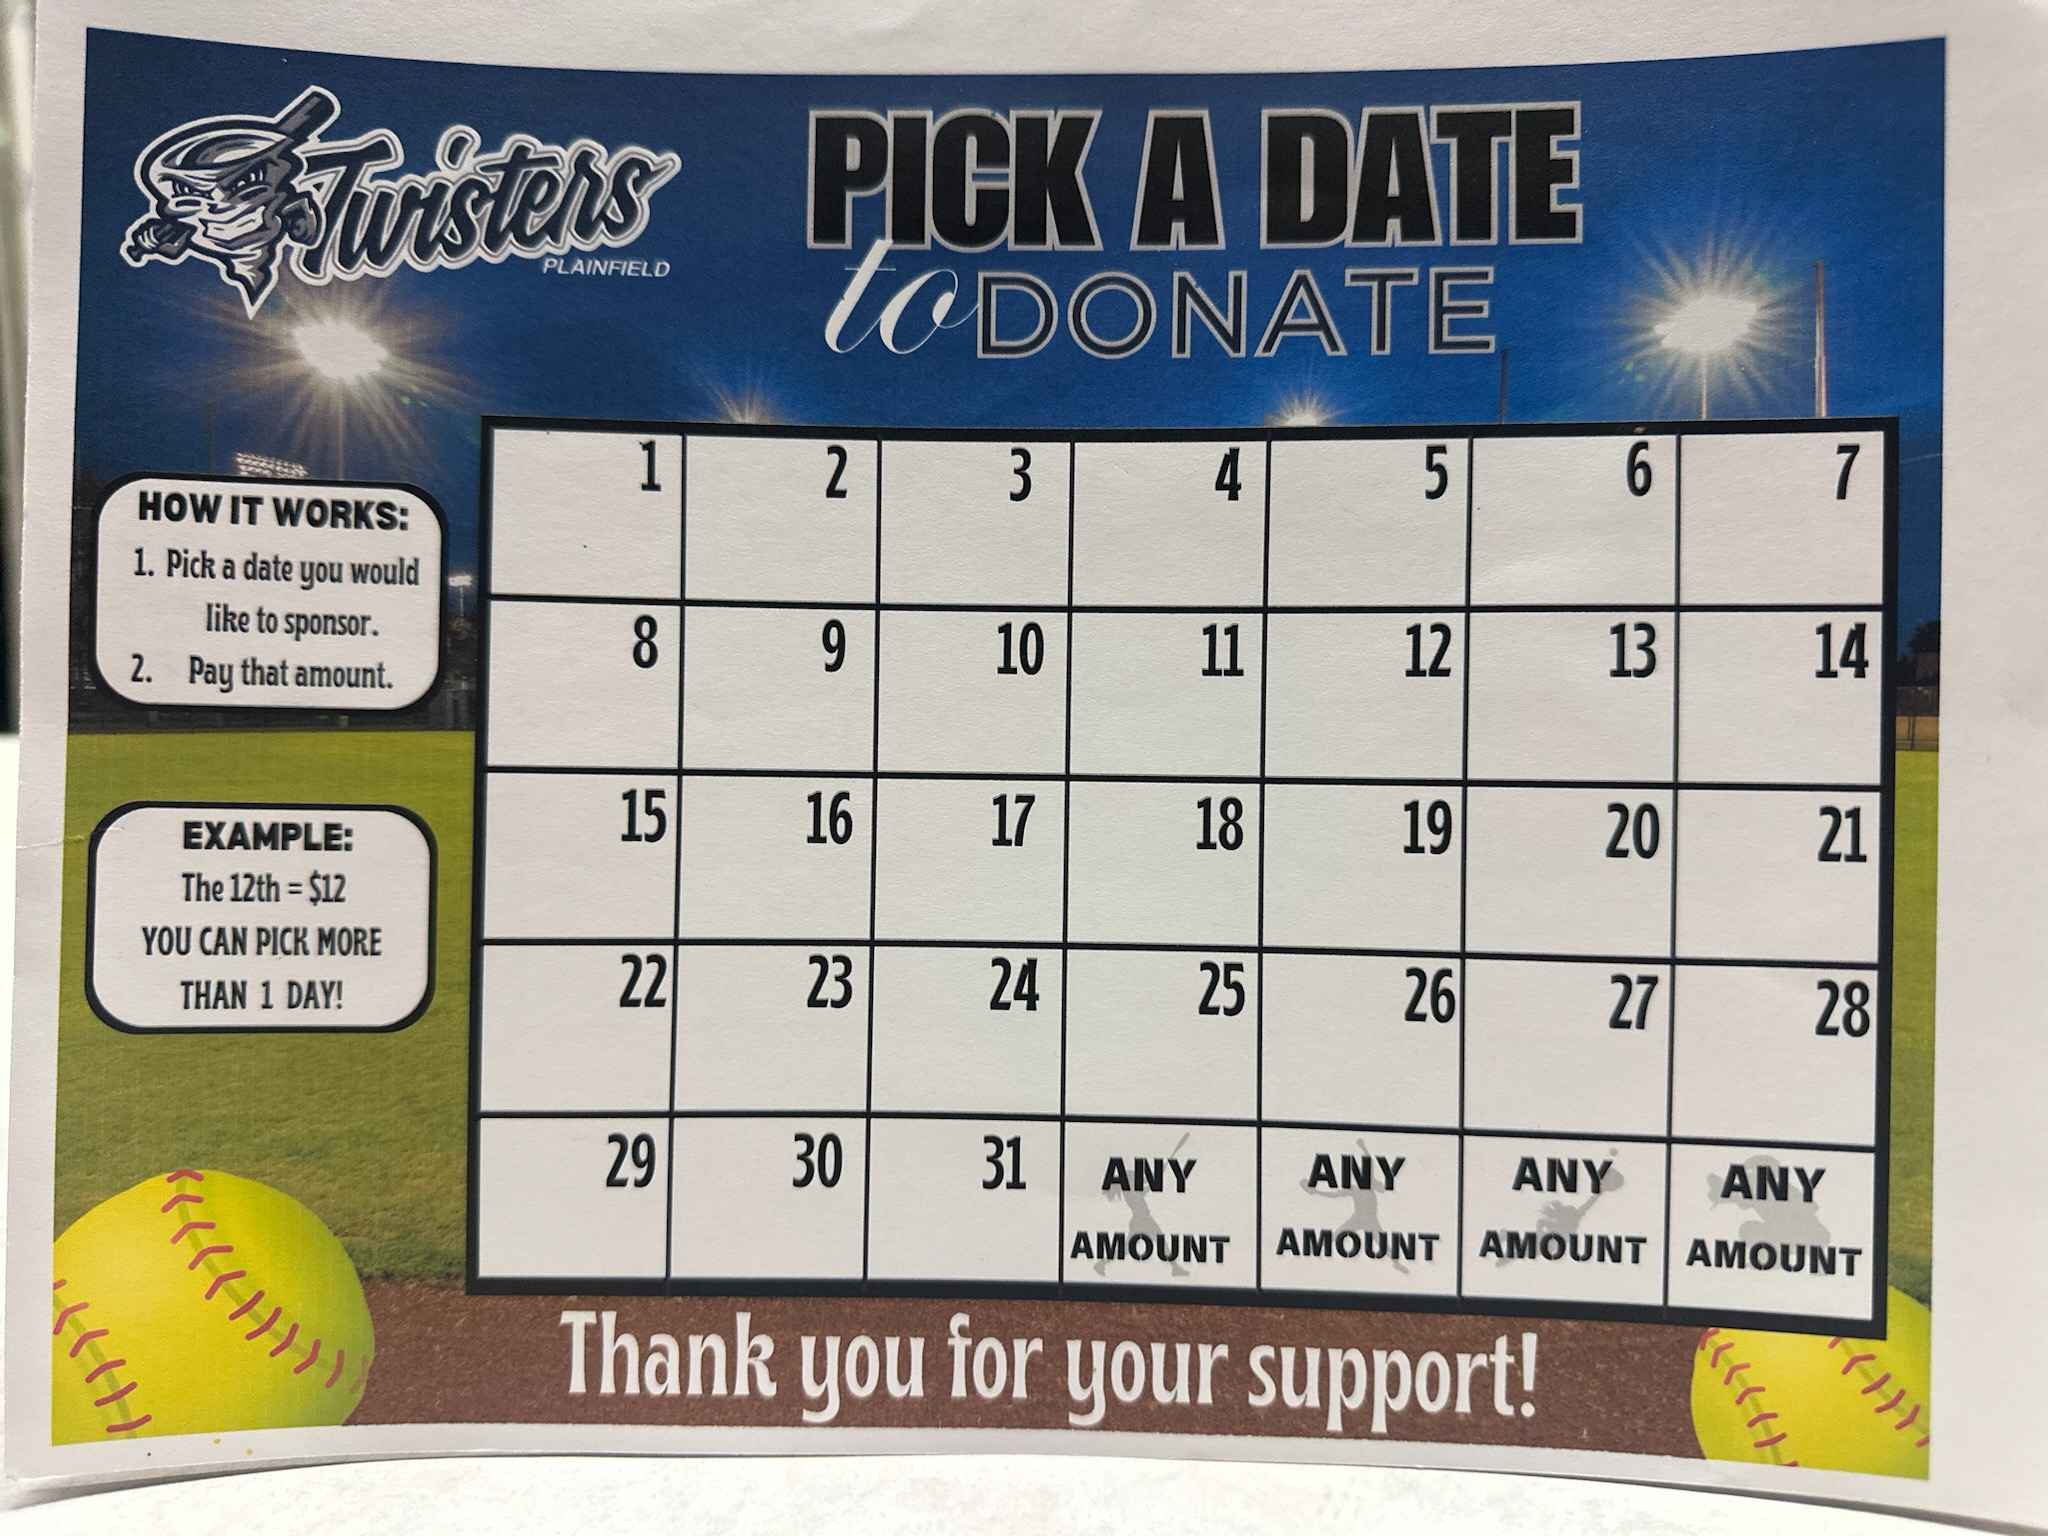 Twisters
PLAINFIELD
PICK A DATE
to DONATE
HOW IT WORKS:
1. Pick a date you would
like to sponsor.
2. Pay that amount.
EXAMPLE:
The 12th = $12
YOU CAN PICK MORE
THAN 1 DAY!
1 2 3 4 5 6 7
8 9 10 11 12 13 14
15 16 17 18 19 20 21
22 23 24 25 26 27 28
29 30 31 ANY ANY ANY ANY
AMOUNT AMOUNT AMOUNT AMOUNT
Thank you for your support!